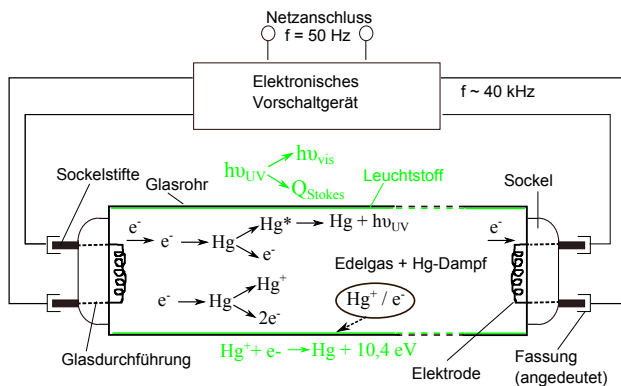 Netzanschluss
f = 50 Hz
Elektronisches
Vorschaltgerät
f ~ 40 kHz
hυvis
hυUV
QStokes
Leuchtstoff
Sockelstifte
Glasrohr
Sockel
e- e- Hg Hg* Hg + hυUV e-
e-
Edelgas + Hg-Dampf
e- Hg Hg+
2e-
Hg+ / e-
Glasdurchführung
Hg+ + e- Hg + 10,4 eV
Elektrode
Fassung
(angedeutet)